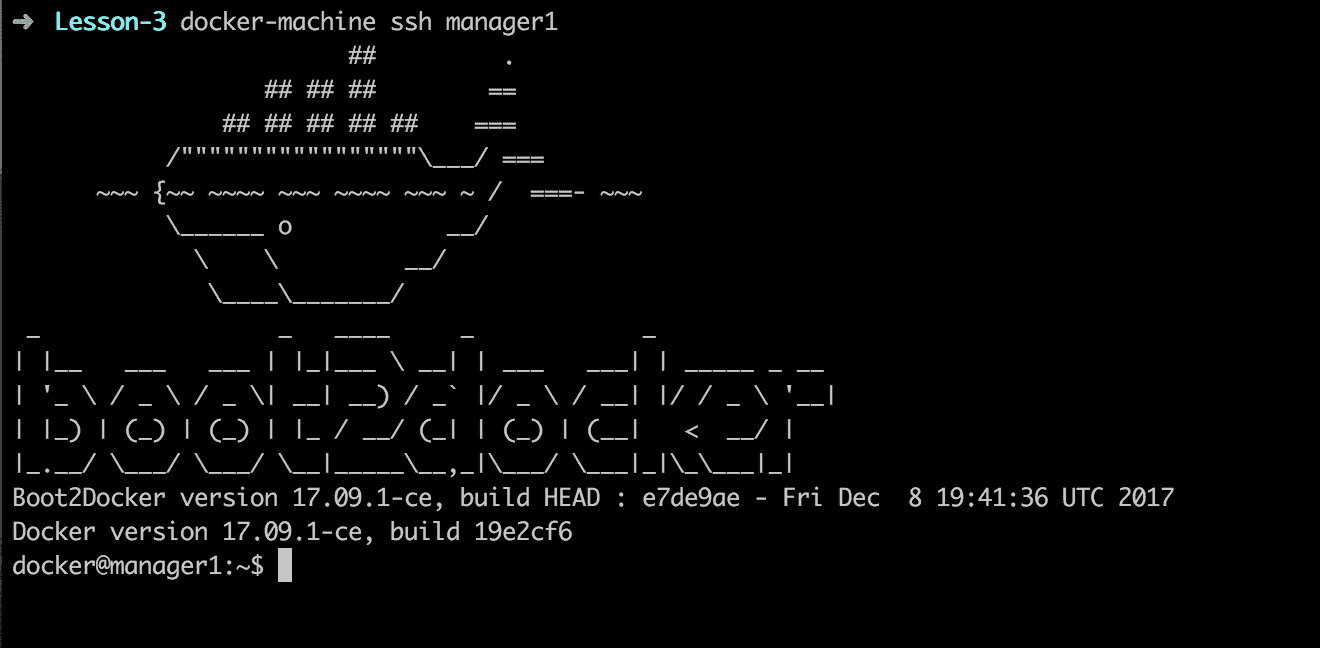 ➜  Lesson-3 docker-machine ssh manager1
                        ##         .
                  ## ## ##        ==
               ## ## ## ## ##    ===
           /"""""""""""""""""\___/ ===
      ~~~ {~~ ~~~~ ~~~ ~~~~ ~~~ ~ /  ===- ~~~
           \______ o           __/
             \    \         __/
              \____\_______/
 _                 _   ____     _            _
| |__   ___   ___ | |_|___ \ __| | ___   ___| | _____ _ __
| '_ \ / _ \ / _ \| __| __) / _` |/ _ \ / __| |/ / _ \ '__|
| |_) | (_) | (_) | |_ / __/ (_| | (_) | (__|   <  __/ |
|_.__/ \___/ \___/ \__|_____\__,_|\___/ \___|_|\_\___|_|
Boot2Docker version 17.09.1-ce, build HEAD : e7de9ae - Fri Dec  8 19:41:36 UTC 2017
Docker version 17.09.1-ce, build 19e2cf6
docker@manager1:~$